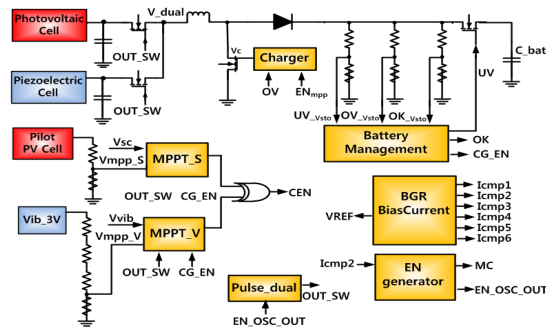 Photovoltaic
Cell
V_dual
OUT_SW
Piezoelectric
Cell
OUT_SW
Vc
Charger
OV
ENmpp
C_bat
UV
UV_Vsto
OV_Vsto
OK_Vsto
Battery
Management
OK
CG_EN
Pilot
PV Cell
Vsc
Vmpp_S
MPPT_S
OUT_SW
CG_EN
CEN
Vib_3V
Vvib
Vmpp_V
MPPT_V
OUT_SW
CG_EN
VREF
BGR
BiasCurrent
Icmp1
Icmp2
Icmp3
Icmp4
Icmp5
Icmp6
Pulse_dual
OUT_SW
EN_OSC_OUT
Icmp2
EN
generator
MC
EN_OSC_OUT